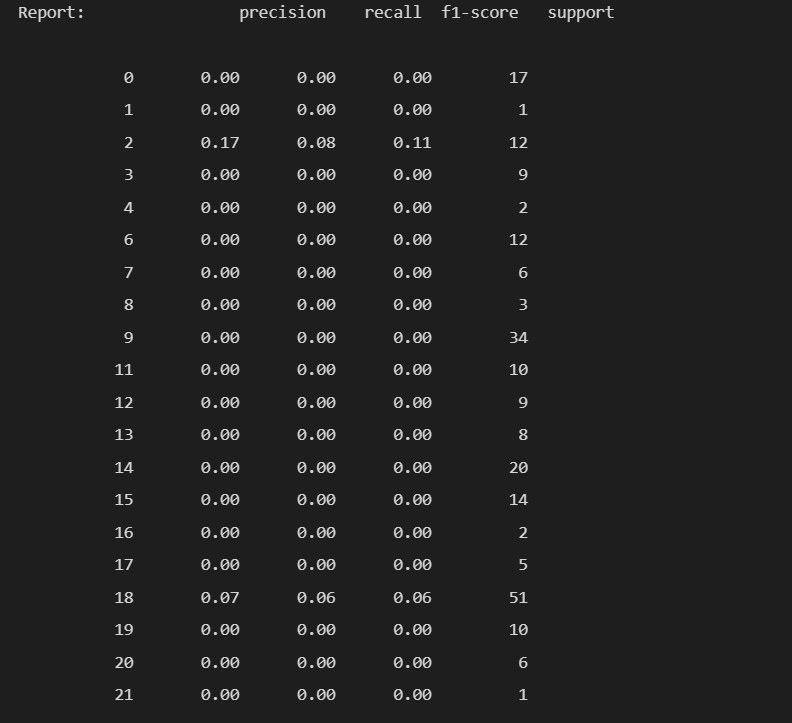 Report:                precision    recall  f1-score   support
0       0.00      0.00      0.00        17
1       0.00      0.00      0.00         1
2       0.17      0.08      0.11        12
3       0.00      0.00      0.00         9
4       0.00      0.00      0.00         2
6       0.00      0.00      0.00        12
7       0.00      0.00      0.00         6
8       0.00      0.00      0.00         3
9       0.00      0.00      0.00        34
11       0.00      0.00      0.00        10
12       0.00      0.00      0.00         9
13       0.00      0.00      0.00         8
14       0.00      0.00      0.00        20
15       0.00      0.00      0.00        14
16       0.00      0.00      0.00         2
17       0.00      0.00      0.00         5
18       0.07      0.06      0.06        51
19       0.00      0.00      0.00        10
20       0.00      0.00      0.00         6
21       0.00      0.00      0.00         1